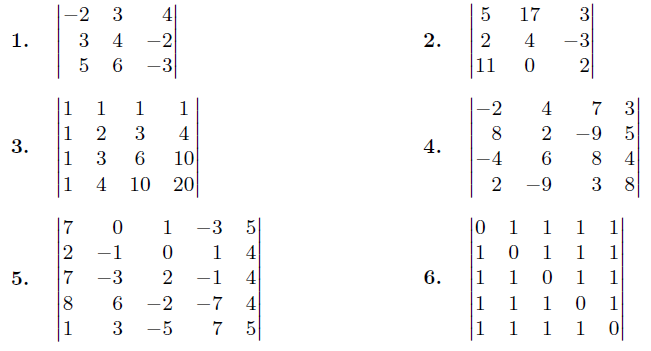 1. |−2 3 4| 2. |5 17 3|
|3 4 −2| |2 4 −3|
|5 6 −3| |11 0 2|
3. |1 1 1 1| 4. |−2 4 7 3|
|1 2 3 4| |8 2 −9 5|
|1 3 6 10| |−4 6 8 4|
|1 4 10 20| |2 −9 3 8|
5. |7 0 1 −3 5| 6. |0 1 1 1 1|
|2 −1 0 1 4| |1 0 1 1 1|
|7 −3 2 −1 4| |1 1 0 1 1|
|8 6 −2 −7 4| |1 1 1 0 1|
|1 3 −5 7 5| |1 1 1 1 0|